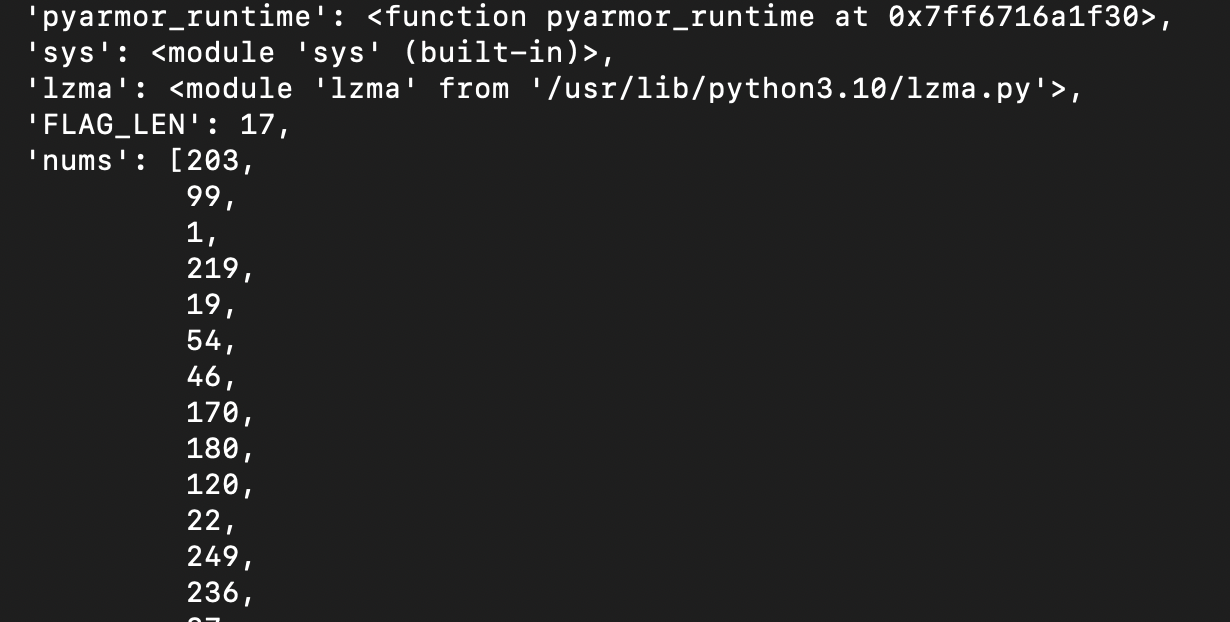 'pyarmor_runtime': <function pyarmor_runtime at 0x7ff6716a1f30>,
'sys': <module 'sys' (built-in)>,
'lzma': <module 'lzma' from '/usr/lib/python3.10/lzma.py'>,
'FLAG_LEN': 17,
'nums': [203,
99,
1,
219,
19,
54,
46,
170,
180,
120,
22,
249,
236,